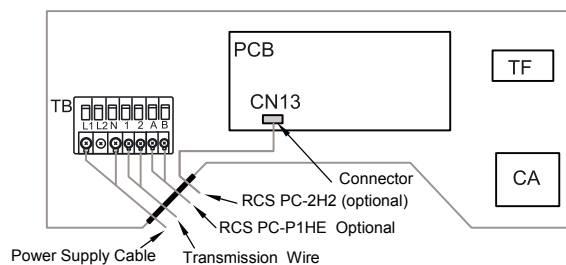 PCB
TF
CN13
TB
L1 L2 N 1 2 A B
Connector
CA
RCS PC-2H2 (optional)
RCS PC-P1HE Optional
Power Supply Cable
Transmission Wire